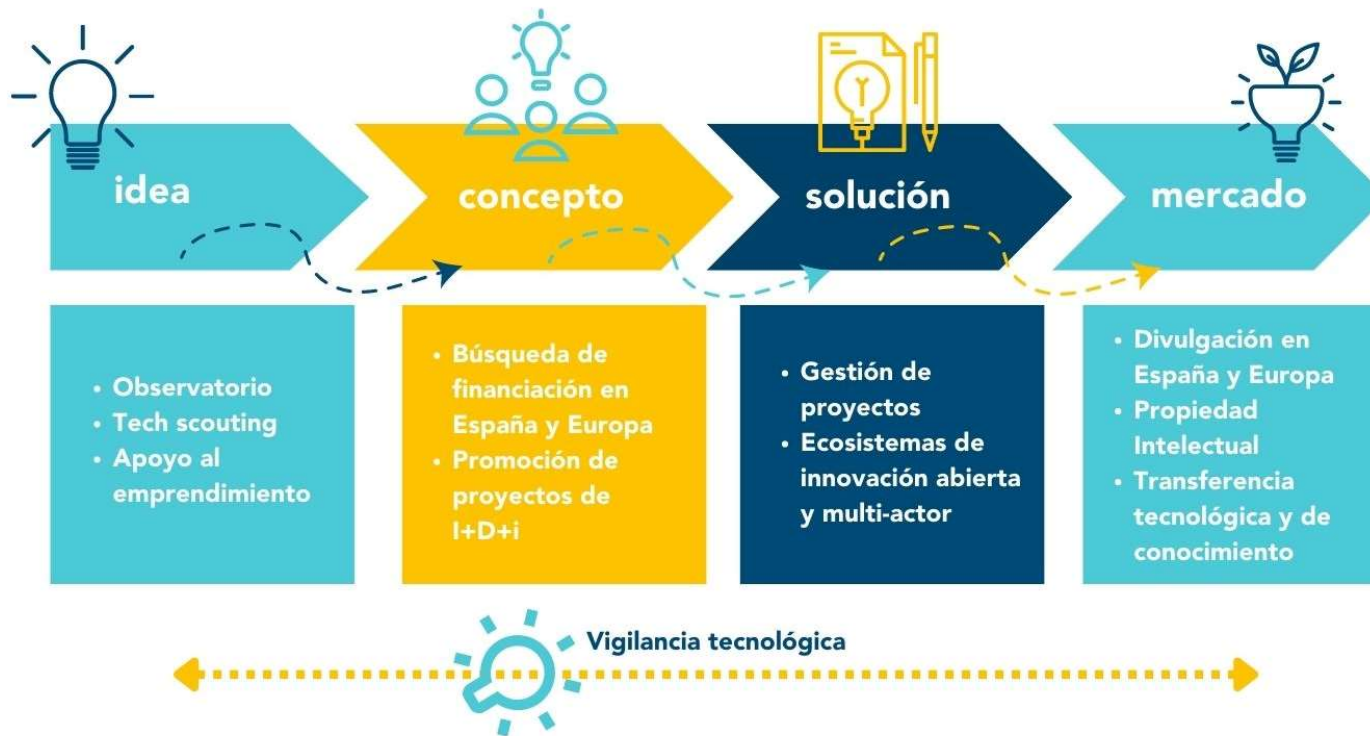 idea
concepto
solución
mercado
• Observatorio
• Tech scouting
• Apoyo al
emprendimiento
• Búsqueda de
financiación en
España y Europa
• Promoción de
proyectos de
I+D+i
• Gestión de
proyectos
• Ecosistemas de
innovación abierta
y multi-actor
• Divulgación en
España y Europa
• Propiedad
Intelectual
• Transferencia
tecnológica y de
conocimiento
Vigilancia tecnológica